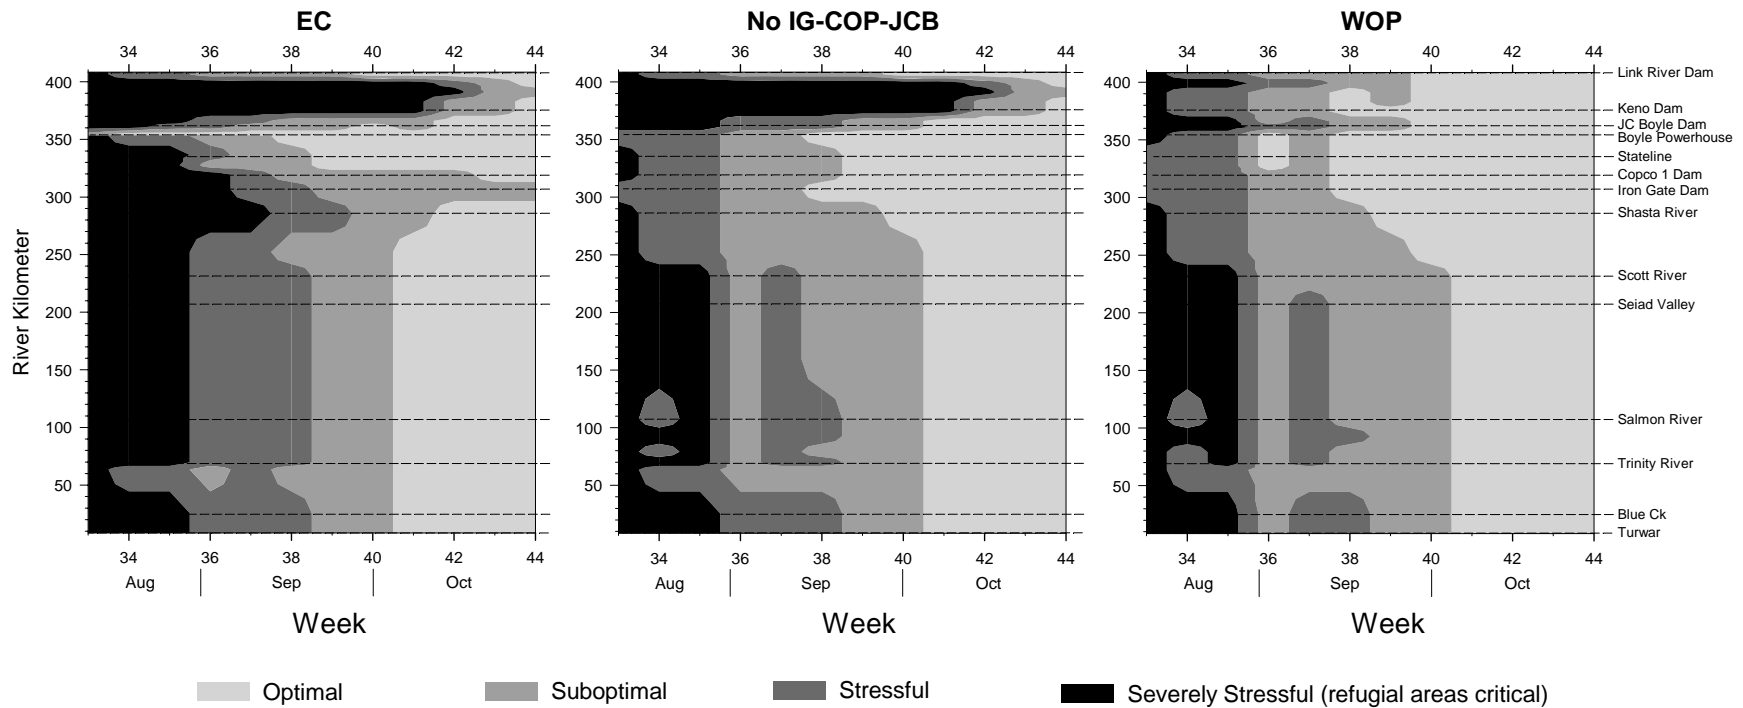 EC
No IG-COP-JCB
WOP
34 36 38 40 42 44
34 36 38 40 42 44
34 36 38 40 42 44
River Kilometer
400
350
300
250
200
150
100
50
400
350
300
250
200
150
100
50
400
350
300
250
200
150
100
50
Link River Dam
Keno Dam
JC Boyle Dam
Boyle Powerhouse
Stateline
Copco 1 Dam
Iron Gate Dam
Shasta River
Scott River
Seiad Valley
Salmon River
Trinity River
Blue Ck
Turwar
34 36 38 40 42 44
34 36 38 40 42 44
34 36 38 40 42 44
Aug Sep Oct
Aug Sep Oct
Aug Sep Oct
Week
Week
Week
Optimal
Suboptimal
Stressful
Severely Stressful (refugial areas critical)